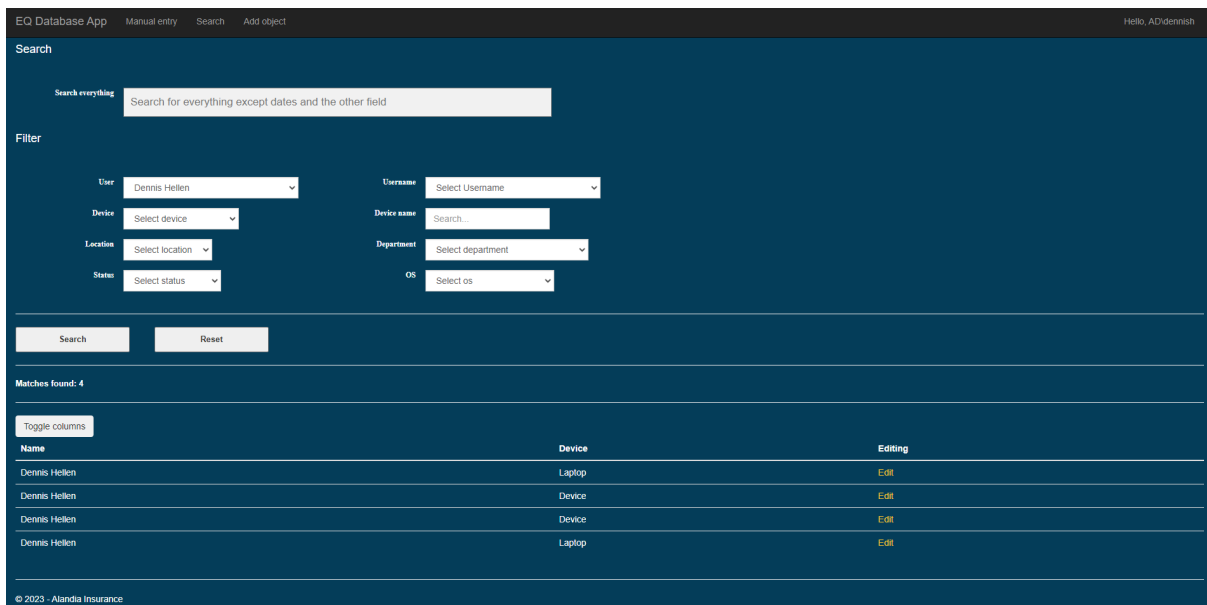 EQ Database App Manual entry Search Add object Hello, AD\dennish
Search
Search everything Search for everything except dates and the other field
Filter
User Dennis Hellen Username Select Username
Device Select device Device name Search...
Location Select location Department Select department
Status Select status OS Select os
Search Reset
Matches found: 4
Toggle columns
Name Device Editing
Dennis Hellen Laptop Edit
Dennis Hellen Device Edit
Dennis Hellen Device Edit
Dennis Hellen Laptop Edit
© 2023 - Alandia Insurance